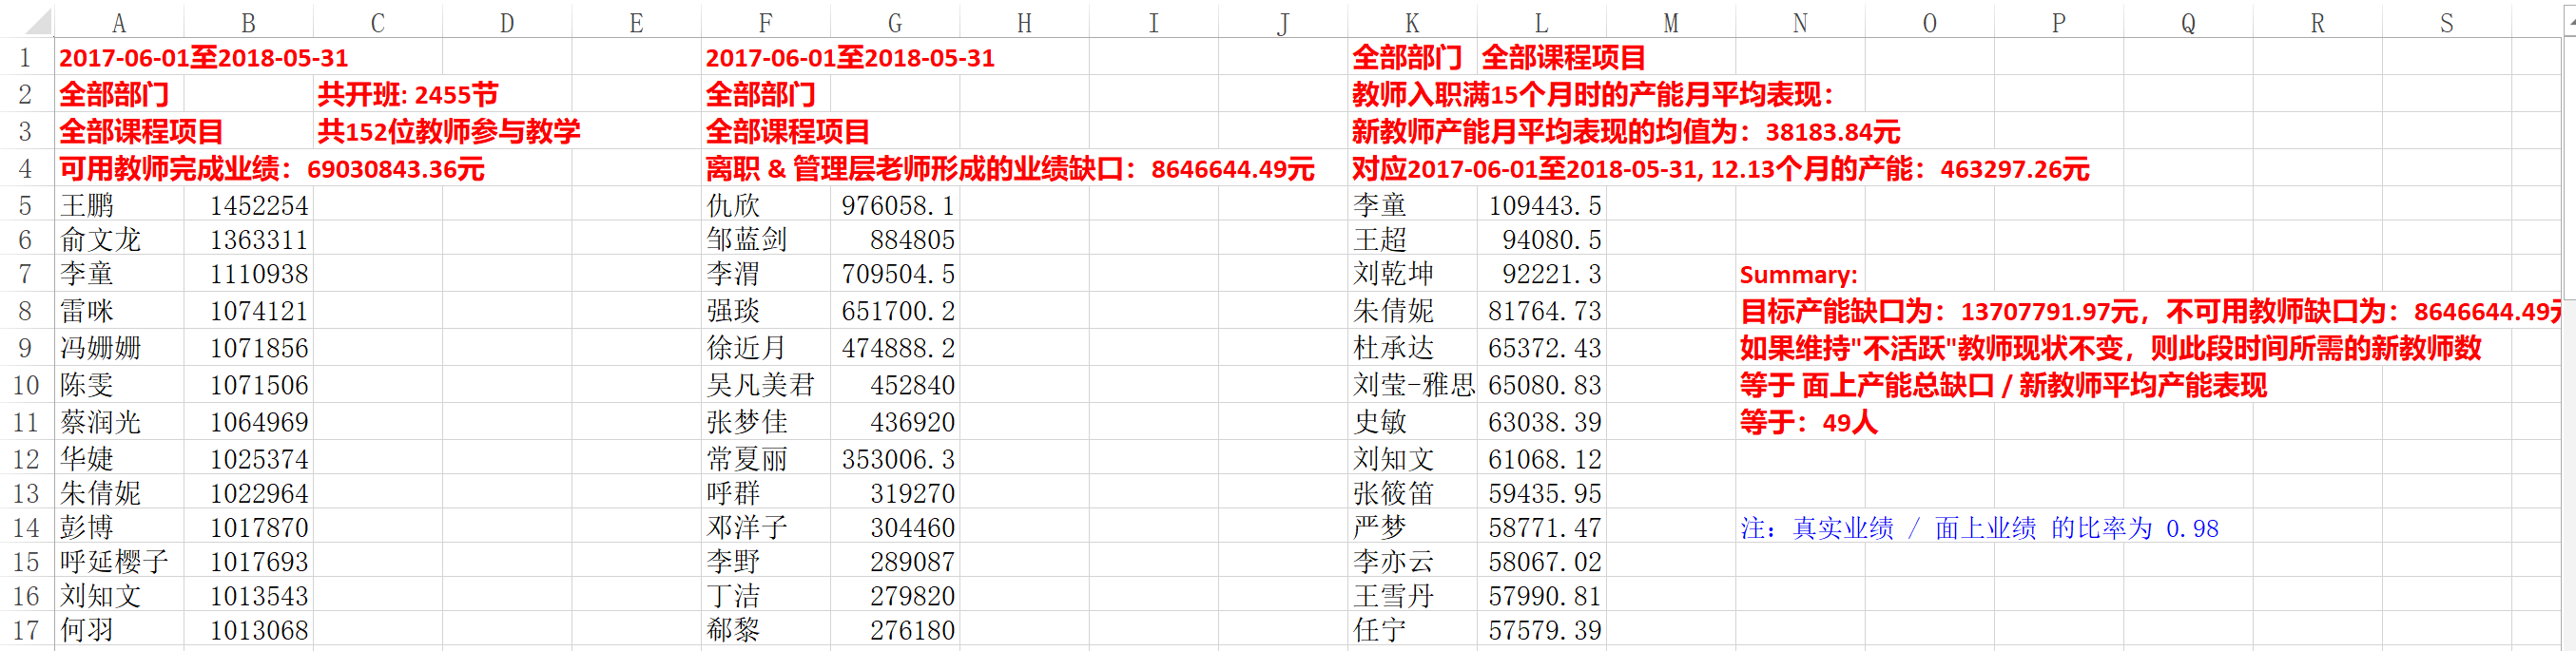 A B C D E F G H I J K L M N O P Q R S
1 2017-06-01至2018-05-31 2017-06-01至2018-05-31 全部部门 全部课程项目
2 全部部门 共开班: 2455节 全部部门 教师入职满15个月时的产能月平均表现：
3 全部课程项目 共152位教师参与教学 全部课程项目 新教师产能月平均表现的均值为：38183.84元
4 可用教师完成业绩：69030843.36元 离职 & 管理层老师形成的业绩缺口：8646644.49元 对应2017-06-01至2018-05-31, 12.13个月的产能：463297.26元
5 王鹏 1452254 仇欣 976058.1 李童 109443.5
6 俞文龙 1363311 邹蓝剑 884805 王超 94080.5
7 李童 1110938 李渭 709504.5 刘乾坤 92221.3 Summary:
8 雷咪 1074121 强琰 651700.2 朱倩妮 81764.73 目标产能缺口为：13707791.97元，不可用教师缺口为：8646644.49元
9 冯姗姗 1071856 徐近月 474888.2 杜承达 65372.43 如果维持"不活跃"教师现状不变，则此段时间所需的新教师数
10 陈雯 1071506 吴凡美君 452840 刘莹-雅思 65080.83 等于 面上产能总缺口 / 新教师平均产能表现
11 蔡润光 1064969 张梦佳 436920 史敏 63038.39 等于：49人
12 华婕 1025374 常夏丽 353006.3 刘知文 61068.12
13 朱倩妮 1022964 呼群 319270 张筱笛 59435.95
14 彭博 1017870 邓洋子 304460 严梦 58771.47 注：真实业绩 / 面上业绩 的比率为 0.98
15 呼延樱子 1017693 李野 289087 李亦云 58067.02
16 刘知文 1013543 丁洁 279820 王雪丹 57990.81
17 何羽 1013068 郗黎 276180 任宁 57579.39